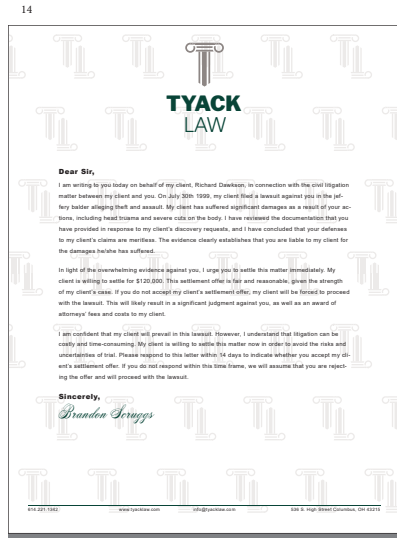 14
TYACK
LAW
Dear Sir,
I am writing to you today on behalf of my client, Richard Dawkson, in connection with the civil litigation
matter between my client and you. On July 30th 1999, my client filed a lawsuit in the jef-
fery balder alleging theft and assault. My client has suffered significant damages as a result of your ac-
tions, including head truama and severe cuts on the body. I have reviewed the documentation that you
have provided in response to my client's discovery requests, and I have concluded that your defenses
to my client's claims are meritless. The evidence clearly establishes that you are liable to my client for
the damages he/she has suffered.
In light of the overwhelming evidence against you, I urge you to settle this matter immediately. My
client is willing to settle for $120,000. This settlement offer is fair and reasonable, given the strength
of my client's case. If you do not accept my client's settlement offer, my client will be forced to proceed
with the lawsuit. This will likely result in a significant judgment against you, as well as an award of
attorneys' fees and costs to my client.
I am confident that my client will prevail in this lawsuit. However, I understand that litigation can be
costly and time-consuming. My client is willing to settle this matter now in order to avoid the risks and
uncertainties of trial. Please respond to this letter within 14 days to indicate whether you accept my cli-
ent's settlement offer. If you do not respond within this time frame, we will assume that you are reject-
ing the offer and will proceed with the lawsuit.
Sincerely,
Brandon Scruggs
614.221.1342 www.tyacklaw.com info@tyacklaw.com 536 S. High Street Columbus, OH 43215